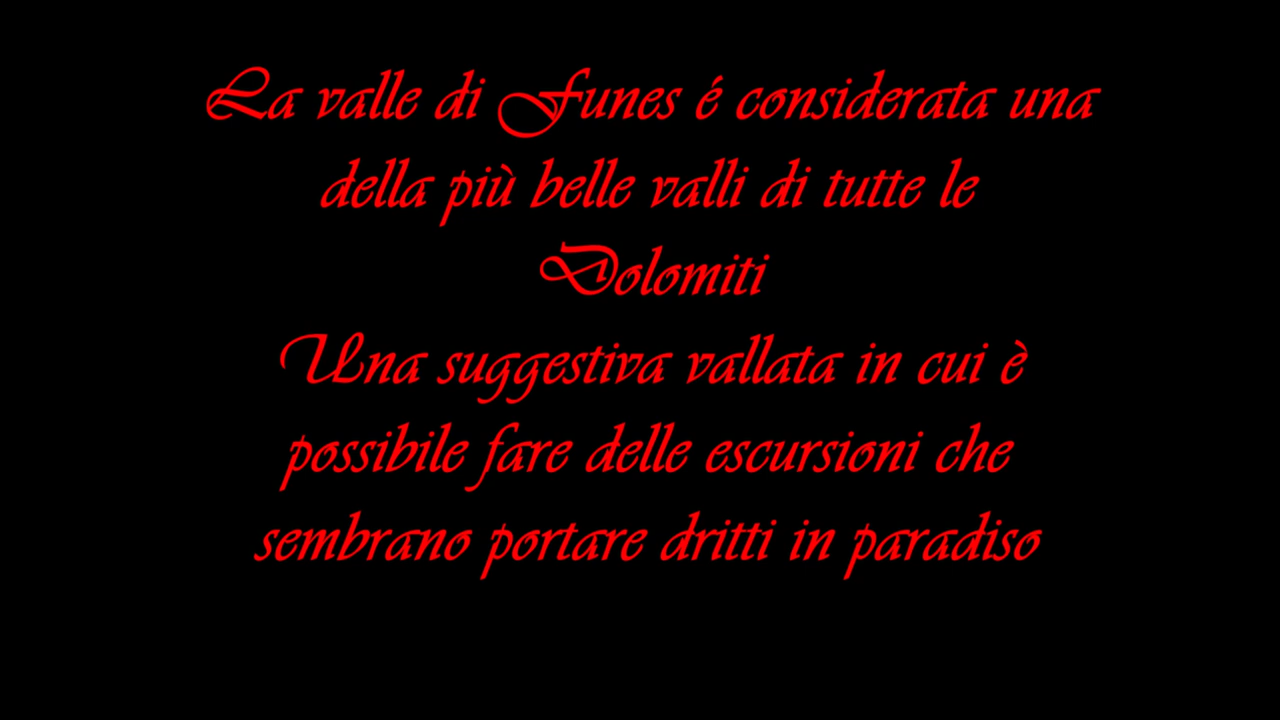 La valle di Funes é considerata una
della più belle valli di tutte le
Dolomiti
Una suggestiva vallata in cui è
possibile fare delle escursioni che
sembrano portare dritti in paradiso